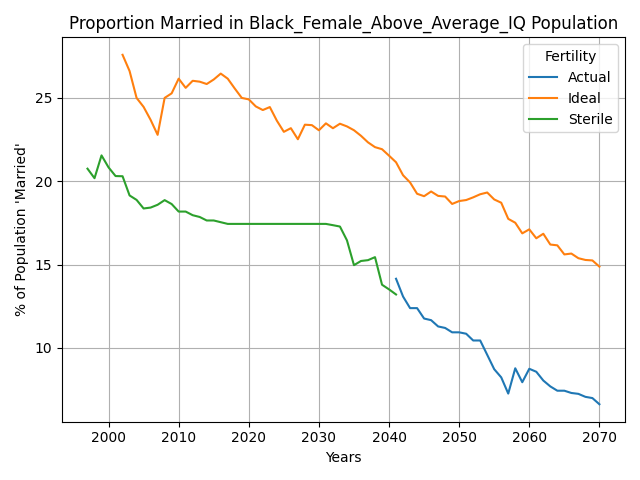 Proportion Married in Black_Female_Above_Average_IQ Population
Fertility
Actual
Ideal
Sterile
% of Population 'Married'
25
20
15
10
2000 2010 2020 2030 2040 2050 2060 2070
Years